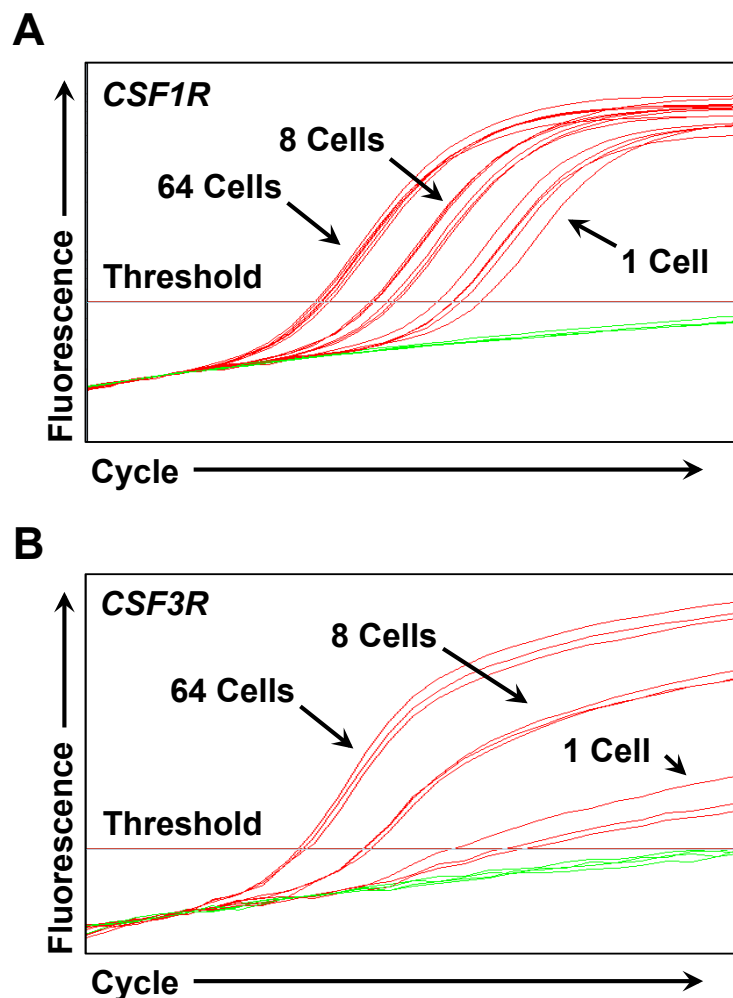 A
CSF1R
8 Cells
64 Cells
1 Cell
Threshold
Fluorescence
Cycle
B
CSF3R
8 Cells
64 Cells
1 Cell
Threshold
Fluorescence
Cycle